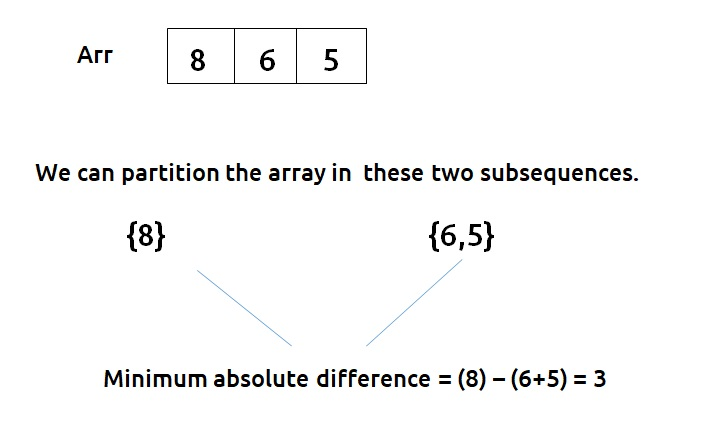 Arr 8 6 5
We can partition the array in these two subsequences.
{8} {6,5}
Minimum absolute difference = (8) – (6+5) = 3